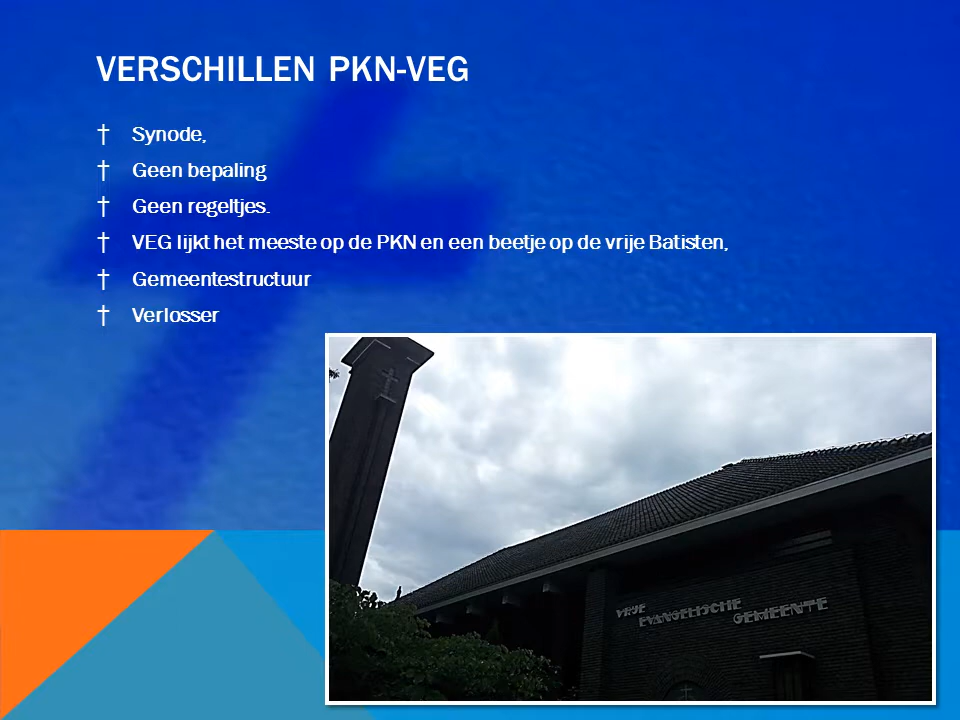 VERSCHILLEN PKN-VEG
† Synode,
† Geen bepaling
† Geen regeltjes.
† VEG lijkt het meeste op de PKN en een beetje op de vrije Batisten,
† Gemeentestructuur
† Verlosser
VRIJE
EVANGELISCHE
GEMEENTE